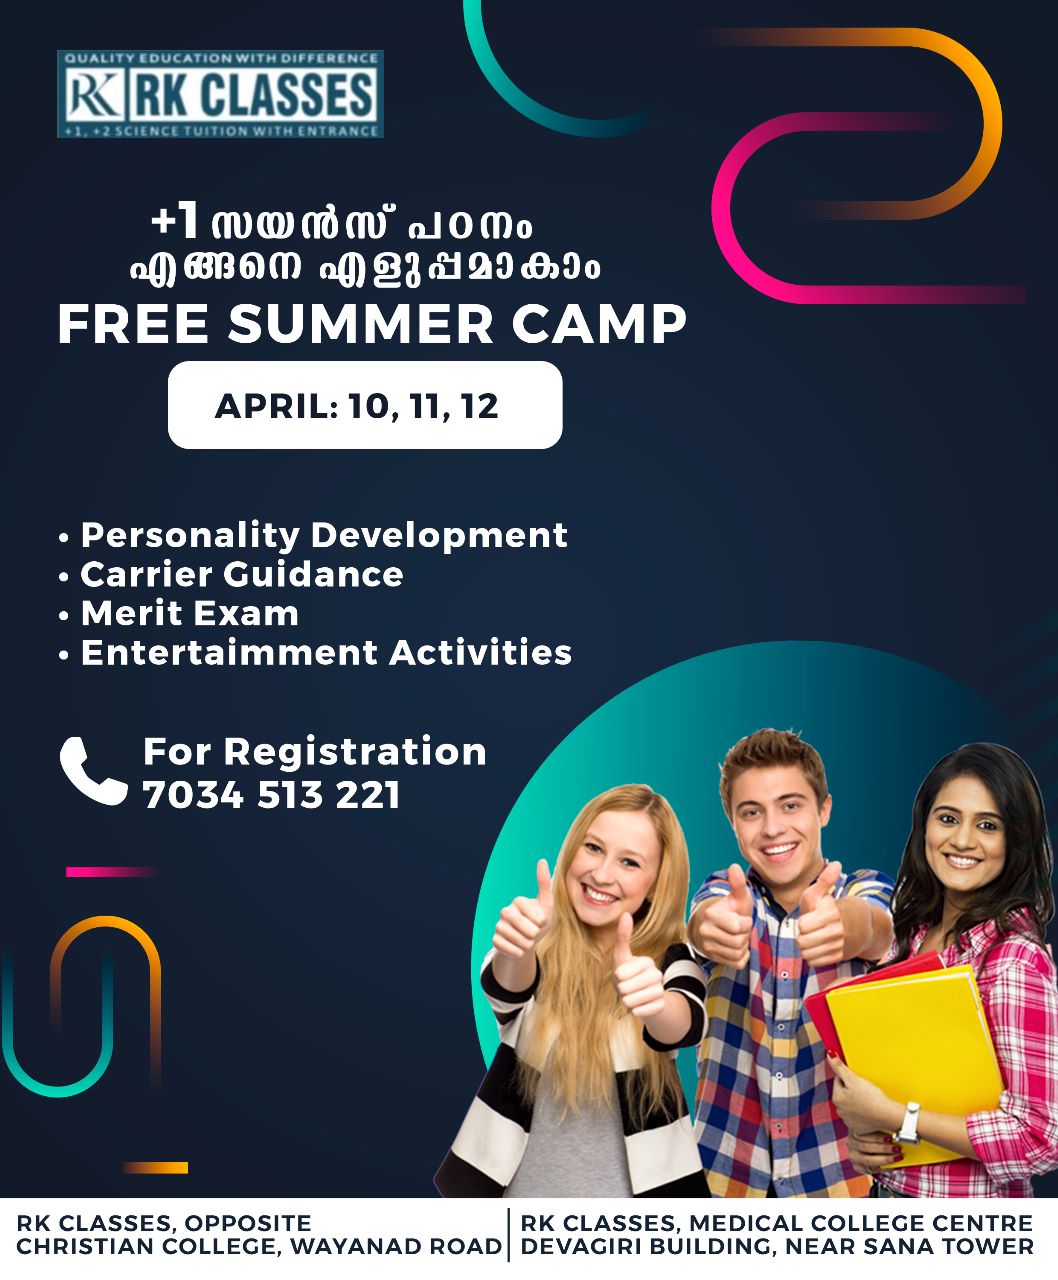 QUALITY EDUCATION WITH DIFFERENCE
RK RK CLASSES
+1, +2 SCIENCE TUITION WITH ENTRANCE
+1 സയൻസ് പഠനം
എങ്ങനെ എളുപ്പമാകാം
FREE SUMMER CAMP
APRIL: 10, 11, 12
• Personality Development
• Carrier Guidance
• Merit Exam
• Entertaimment Activities
For Registration
7034 513 221
RK CLASSES, OPPOSITE
CHRISTIAN COLLEGE, WAYANAD ROAD
RK CLASSES, MEDICAL COLLEGE CENTRE
DEVAGIRI BUILDING, NEAR SANA TOWER